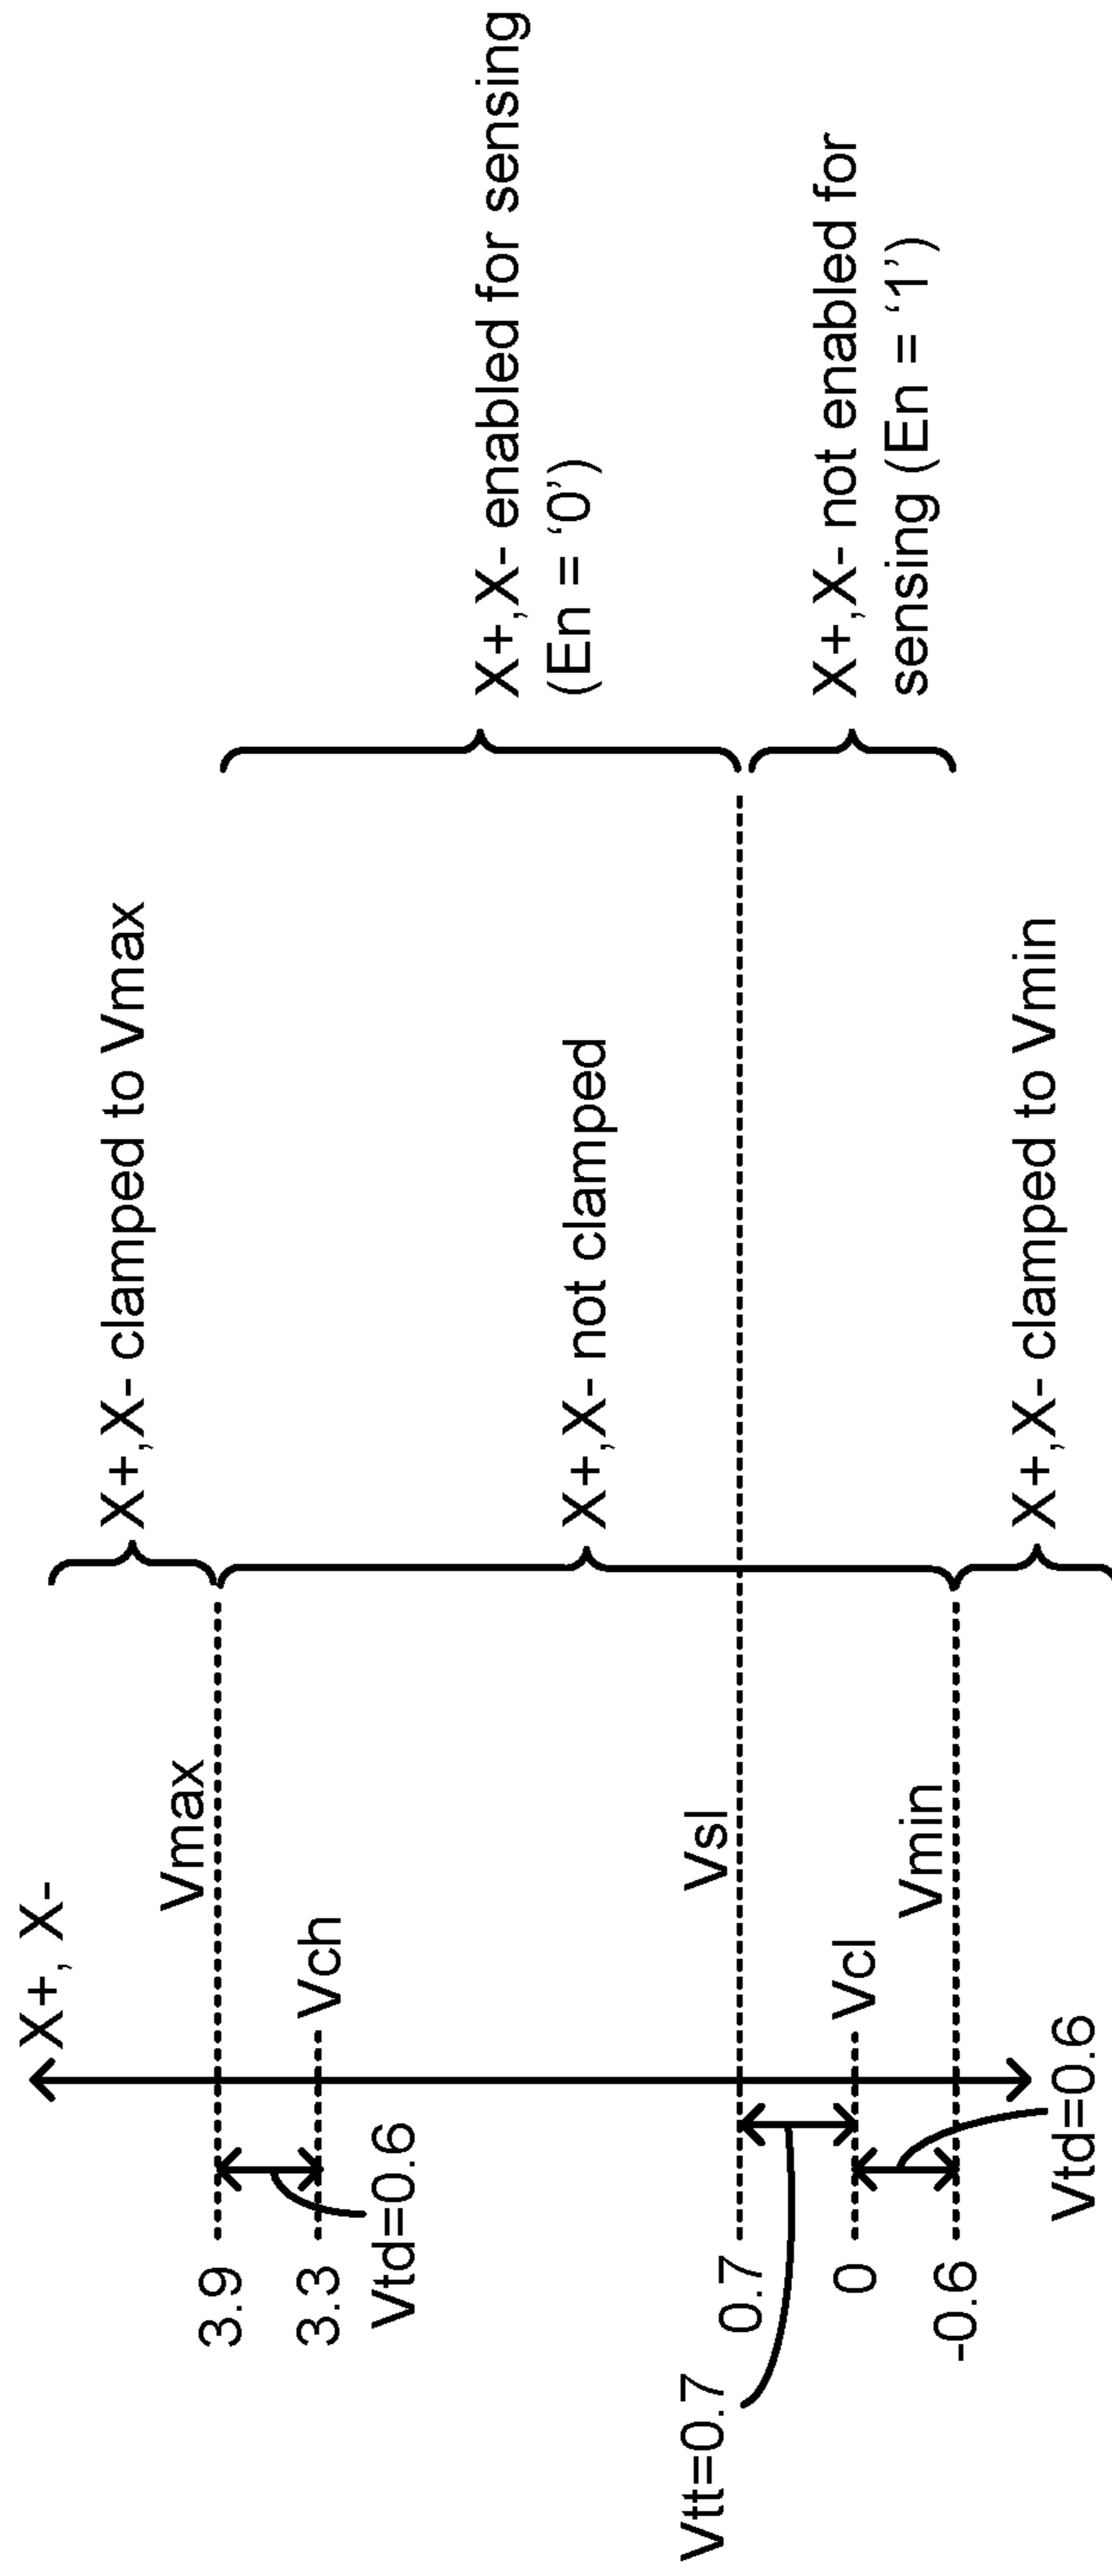 X+, X-
X+,X- clamped to Vmax
Vmax
3.9
Vch
3.3
Vtd=0.6
X+,X- enabled for sensing
(En = ‘0’)
X+,X- not clamped
Vsl
0.7
Vtt=0.7
Vcl
0
X+,X- not enabled for
sensing (En = ‘1’)
Vmin
-0.6
X+,X- clamped to Vmin
Vtd=0.6